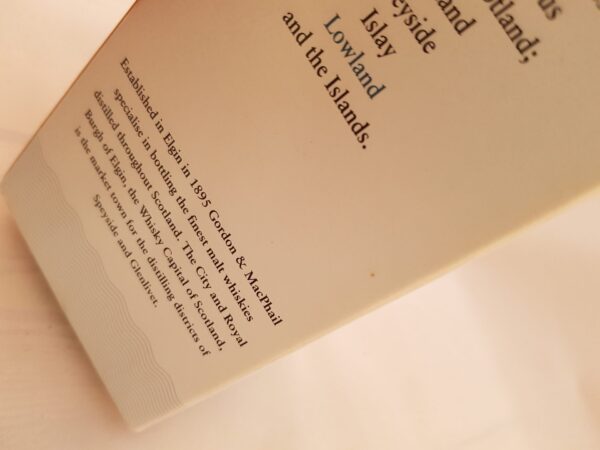 us
otland;
and
eyside
Islay
Lowland
and the Islands.
Established in Elgin in 1895 Gordon & MacPhail
specialise in bottling the finest malt whiskies
distilled throughout Scotland. The City and Royal
Burgh of Elgin, the Whisky Capital of Scotland,
is the market town for the distilling districts of
Speyside and Glenlivet.